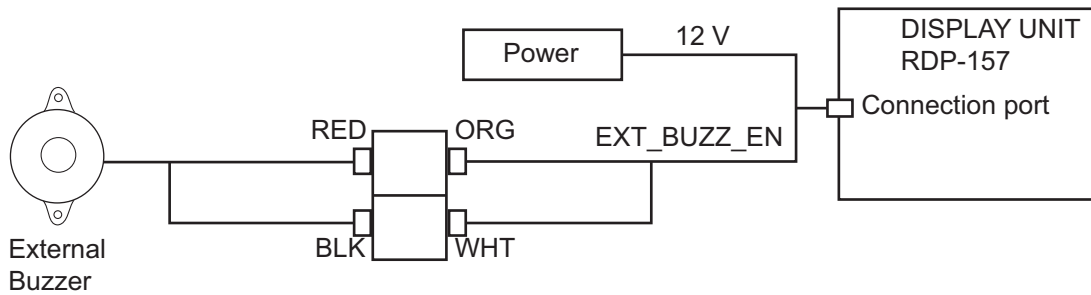 Power
12 V
DISPLAY UNIT
RDP-157
Connection port
RED
ORG
EXT_BUZZ_EN
BLK
WHT
External
Buzzer